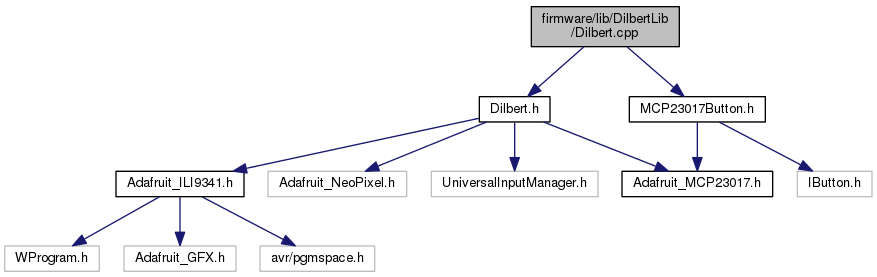 firmware/lib/DilbertLib
/Dilbert.cpp
Dilbert.h
MCP23017Button.h
Adafruit_ILI9341.h
Adafruit_NeoPixel.h
UniversalInputManager.h
Adafruit_MCP23017.h
IButton.h
WProgram.h
Adafruit_GFX.h
avr/pgmspace.h